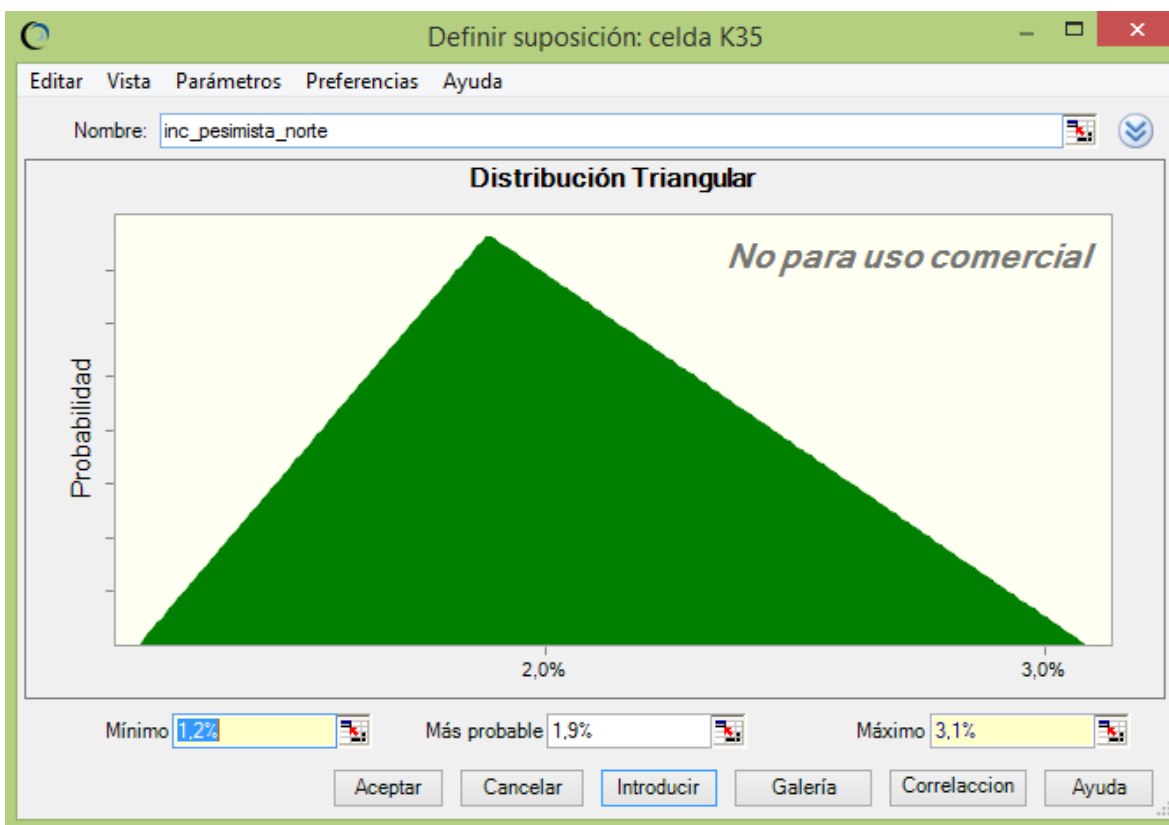 Definir suposición: celda K35
Editar Vista Parámetros Preferencias Ayuda
Nombre: inc_pesimista_norte
Distribución Triangular
No para uso comercial
Probabilidad
2,0% 3,0%
Mínimo 1,2% Más probable 1,9% Máximo 3,1%
Aceptar Cancelar Introducir Galería Correlaccion Ayuda